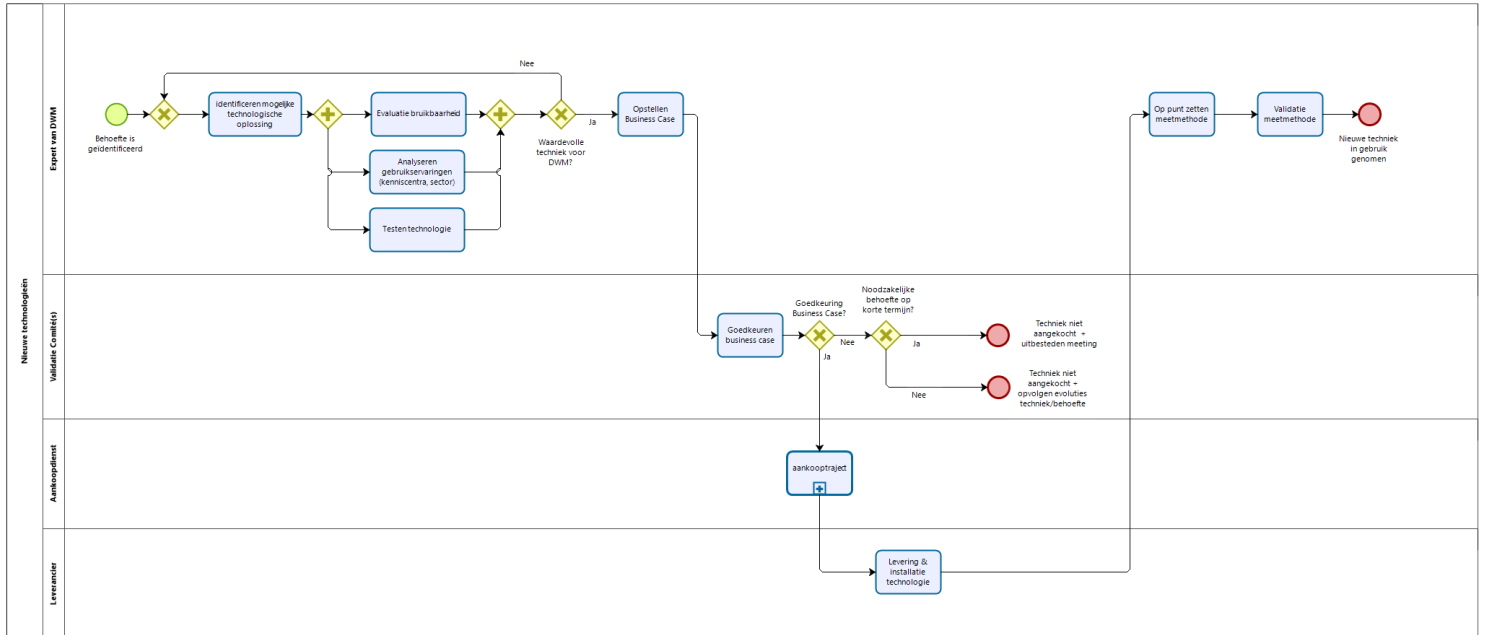 Nieuwe technologieën
Expert van DWM
Behoefte is
geïdentificeerd
Identificeren mogelijke
technologische
oplossing
Evaluatie bruikbaarheid
Analyseren
gebruikservaringen
(kenniscentra, sector)
Testen technologie
Nee
Waardevolle
techniek voor
DWM?
Ja
Opstellen
Business Case
Op punt zetten
meetmethode
Validatie
meetmethode
Nieuwe techniek
in gebruik
genomen
Validatie Comité(s)
Goedkeuren
business case
Goedkeuring
Business Case?
Nee
Ja
Noodzakelijke
behoefte op
korte termijn?
Ja
Nee
Techniek niet
aangekocht +
uitbesteden meeting
Techniek niet
aangekocht +
opvolgen evoluties
techniek/behoefte
Aankoopdienst
aankooptraject
Leverancier
Levering &
installatie
technologie